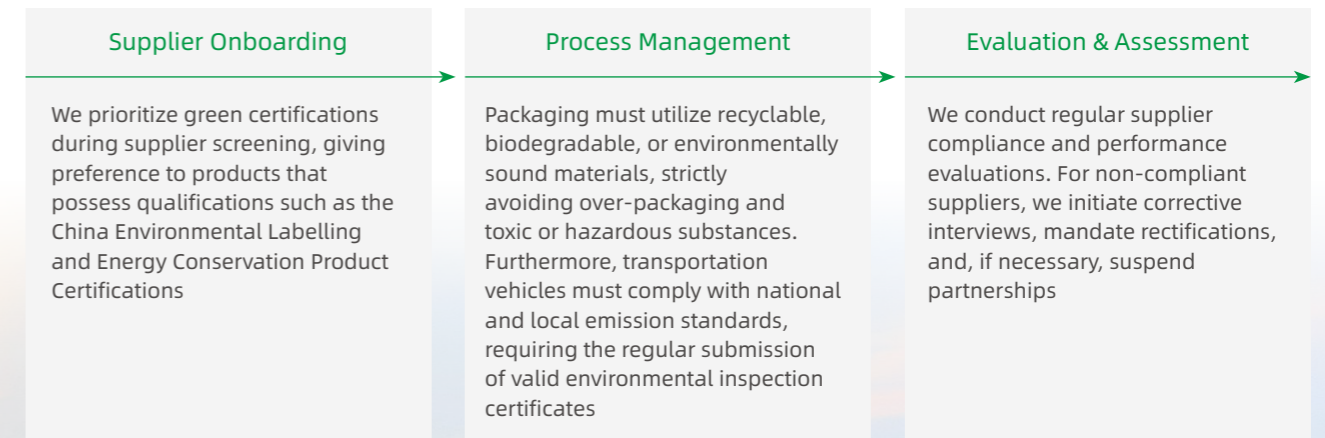 Supplier Onboarding
We prioritize green certifications
during supplier screening, giving
preference to products that
possess qualifications such as the
China Environmental Labelling
and Energy Conservation Product
Certifications
Process Management
Packaging must utilize recyclable,
biodegradable, or environmentally
sound materials, strictly
avoiding over-packaging and
toxic or hazardous substances.
Furthermore, transportation
vehicles must comply with national
and local emission standards,
requiring the regular submission
of valid environmental inspection
certificates
Evaluation & Assessment
We conduct regular supplier
compliance and performance
evaluations. For non-compliant
suppliers, we initiate corrective
interviews, mandate rectifications,
and, if necessary, suspend
partnerships